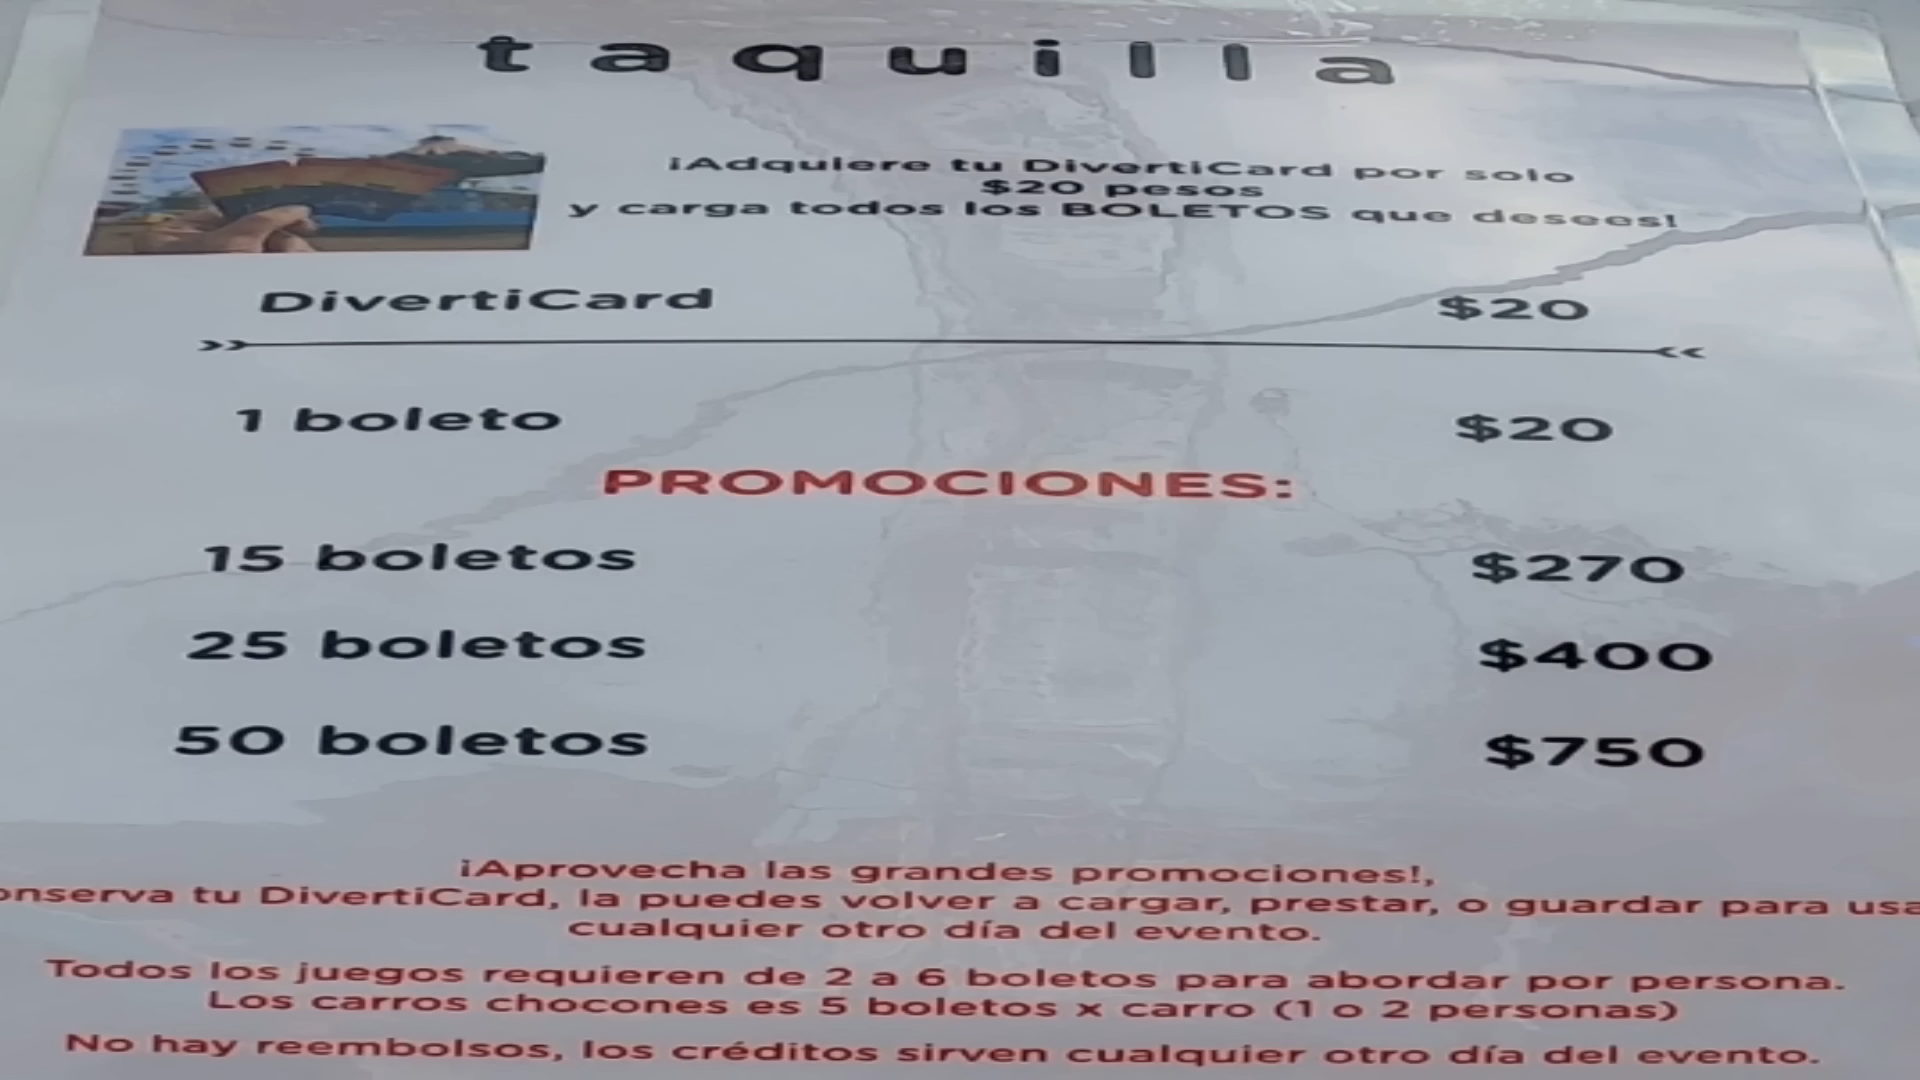 taquilla
¡Adquiere tu DivertiCard por solo
$20 pesos
y carga todos los BOLETOS que desees!
DivertiCard $20
1 boleto $20
PROMOCIONES:
15 boletos $270
25 boletos $400
50 boletos $750
¡Aprovecha las grandes promociones!,
onserva tu DivertiCard, la puedes volver a cargar, prestar, o guardar para usa
cualquier otro día del evento.
Todos los juegos requieren de 2 a 6 boletos para abordar por persona.
Los carros chocones es 5 boletos x carro (1 o 2 personas)
No hay reembolsos, los créditos sirven cualquier otro día del evento.